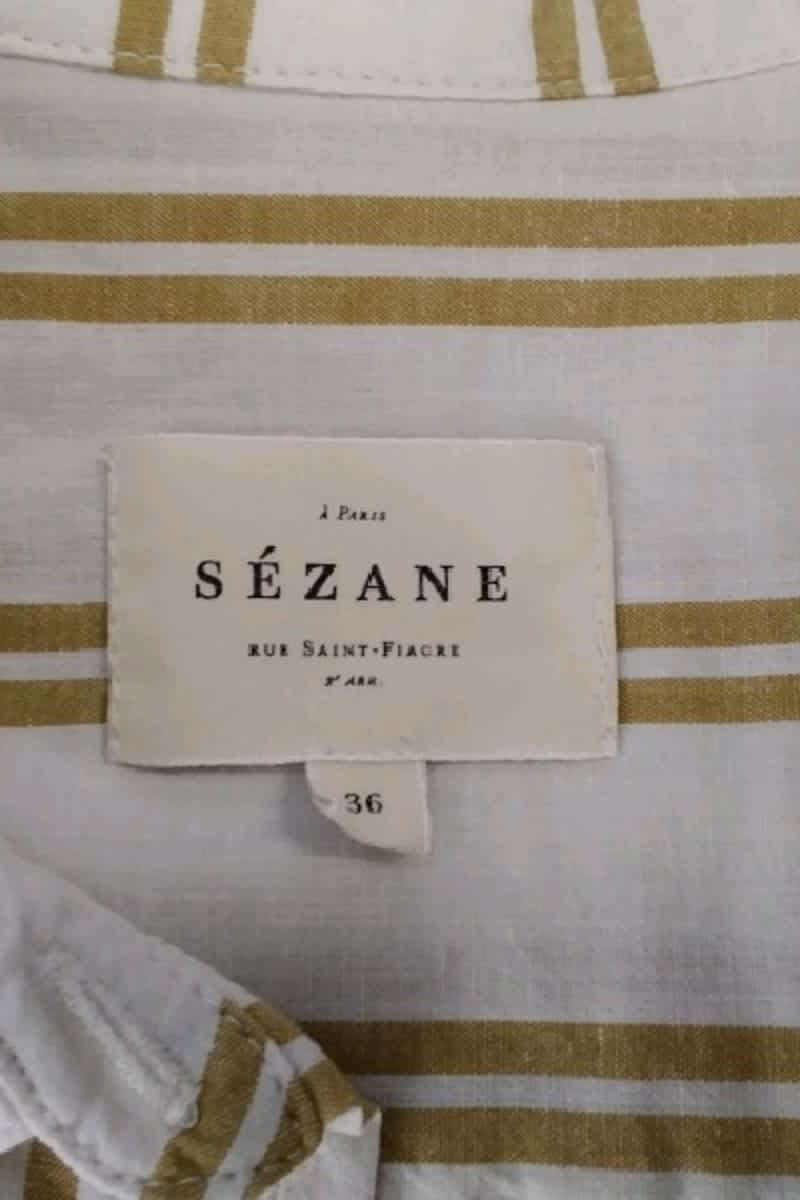 à Paris
SÉZANE
RUE SAINT-FIACRE
2e ARR.
36